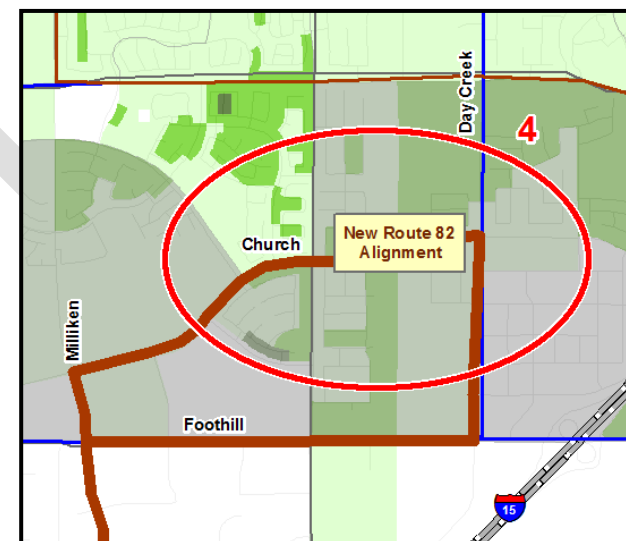 Day Creek
4
New Route 82
Alignment
Church
Milliken
Foothill
15